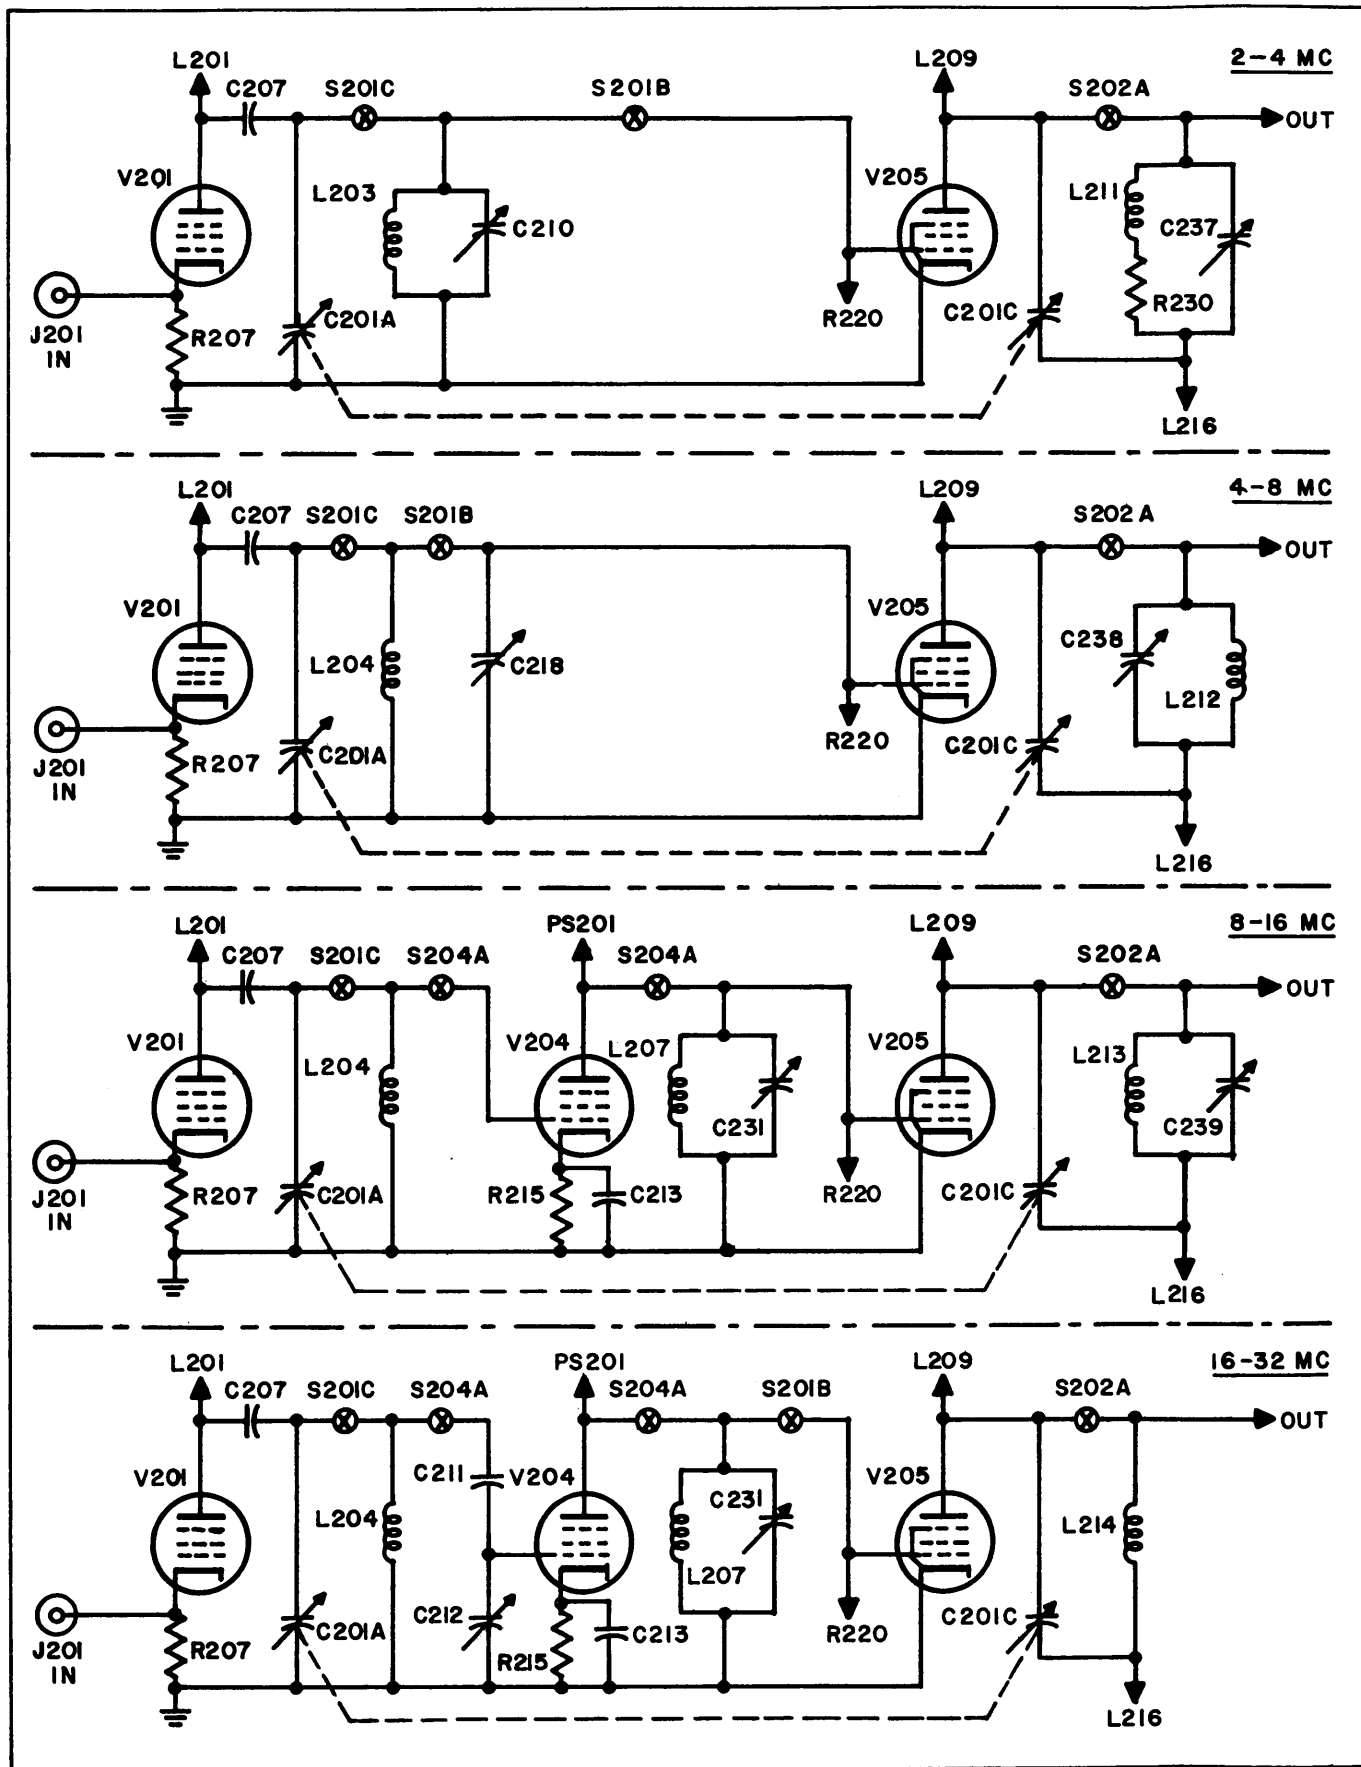 L201 L209 2-4 MC
C207 S201C S201B S202A
OUT
V201 L203 V205 L211
C210 C237
J201 IN R207 C201A R220 C201C R230
L216
L201 L209 4-8 MC
C207 S201C S201B S202A
OUT
V201 V205 C238
L204 C218 L212
J201 IN R207 C201A R220 C201C
L216
L201 PS201 L209 8-16 MC
C207 S201C S204A S204A S202A
OUT
V201 V204 L207 V205 L213
L204 C231 C239
J201 IN R207 C201A R215 C213 R220 C201C
L216
L201 PS201 L209 16-32 MC
C207 S201C S204A S204A S201B S202A
OUT
V201 C211 V204 C231 V205
L204 L207 L214
J201 IN R207 C201A C212 R215 C213 R220 C201C
L216